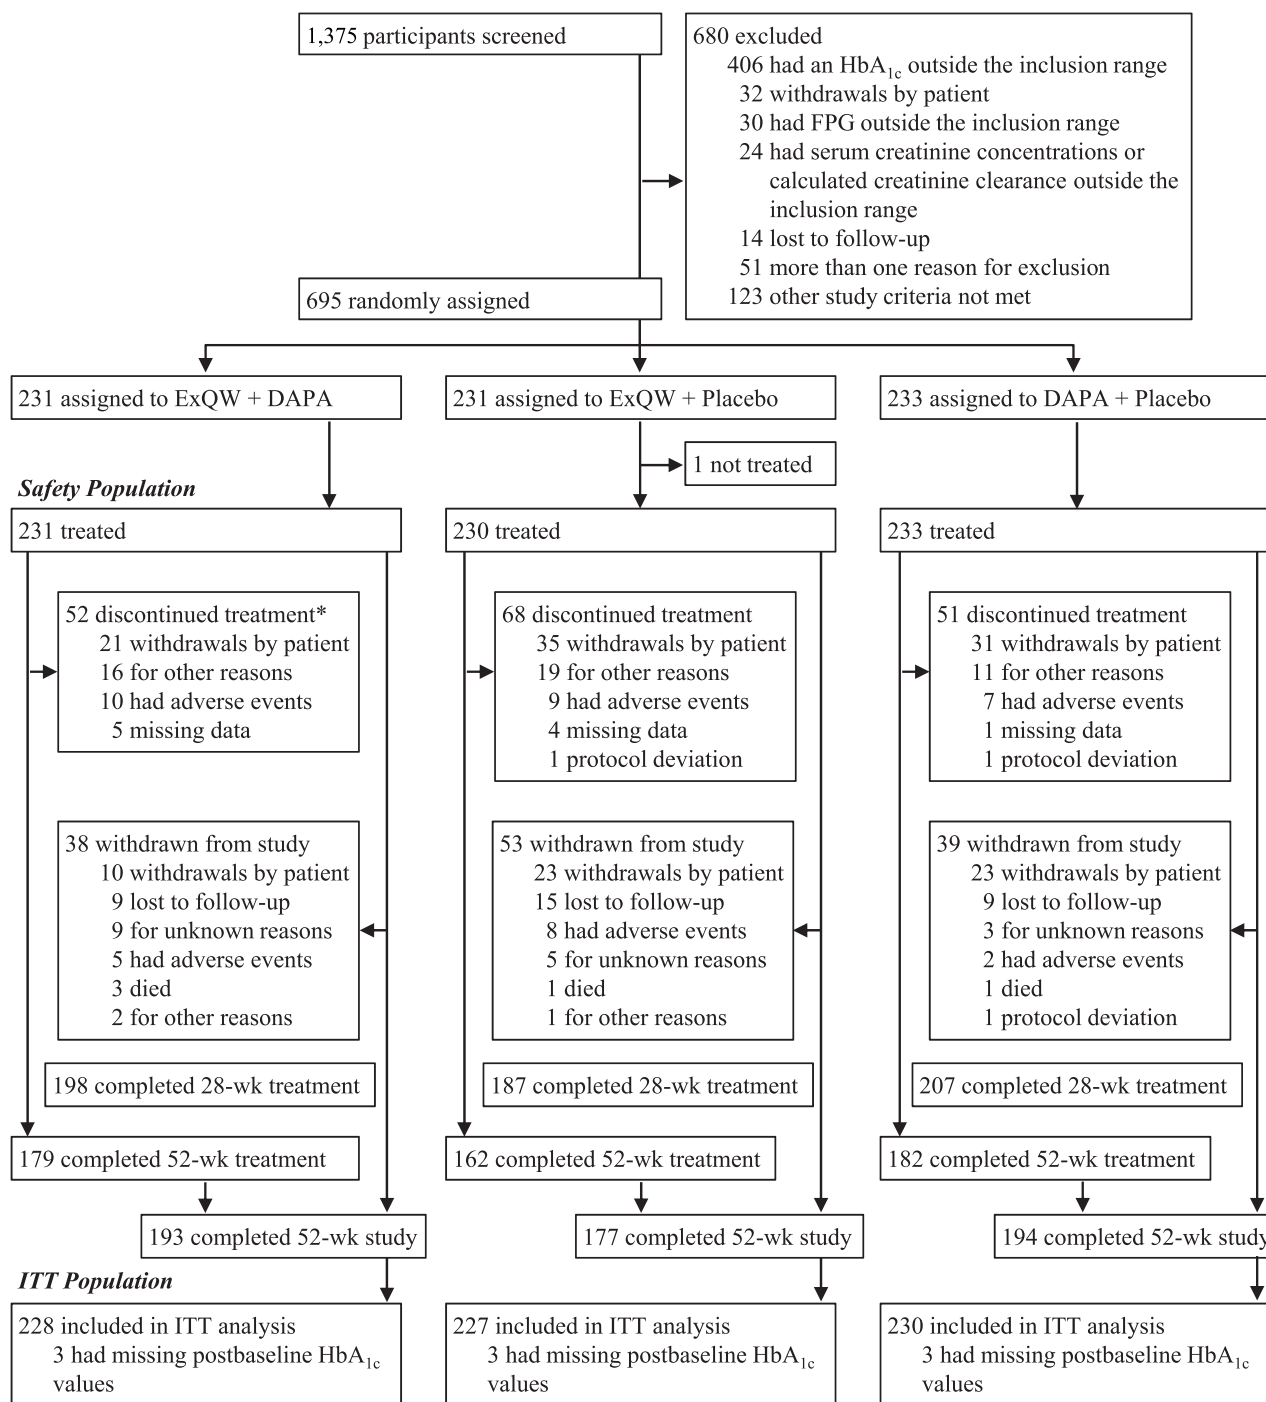 1,375 participants screened
680 excluded
406 had an HbA1c outside the inclusion range
32 withdrawals by patient
30 had FPG outside the inclusion range
24 had serum creatinine concentrations or
calculated creatinine clearance outside the
inclusion range
14 lost to follow-up
51 more than one reason for exclusion
123 other study criteria not met
695 randomly assigned
231 assigned to ExQW + DAPA
231 assigned to ExQW + Placebo
233 assigned to DAPA + Placebo
1 not treated
Safety Population
231 treated
230 treated
233 treated
52 discontinued treatment*
21 withdrawals by patient
16 for other reasons
10 had adverse events
5 missing data
68 discontinued treatment
35 withdrawals by patient
19 for other reasons
9 had adverse events
4 missing data
1 protocol deviation
51 discontinued treatment
31 withdrawals by patient
11 for other reasons
7 had adverse events
1 missing data
1 protocol deviation
38 withdrawn from study
10 withdrawals by patient
9 lost to follow-up
9 for unknown reasons
5 had adverse events
3 died
2 for other reasons
53 withdrawn from study
23 withdrawals by patient
15 lost to follow-up
8 had adverse events
5 for unknown reasons
1 died
1 for other reasons
39 withdrawn from study
23 withdrawals by patient
9 lost to follow-up
3 for unknown reasons
2 had adverse events
1 died
1 protocol deviation
198 completed 28-wk treatment
187 completed 28-wk treatment
207 completed 28-wk treatment
179 completed 52-wk treatment
162 completed 52-wk treatment
182 completed 52-wk treatment
193 completed 52-wk study
177 completed 52-wk study
194 completed 52-wk study
ITT Population
228 included in ITT analysis
3 had missing postbaseline HbA1c
values
227 included in ITT analysis
3 had missing postbaseline HbA1c
values
230 included in ITT analysis
3 had missing postbaseline HbA1c
values